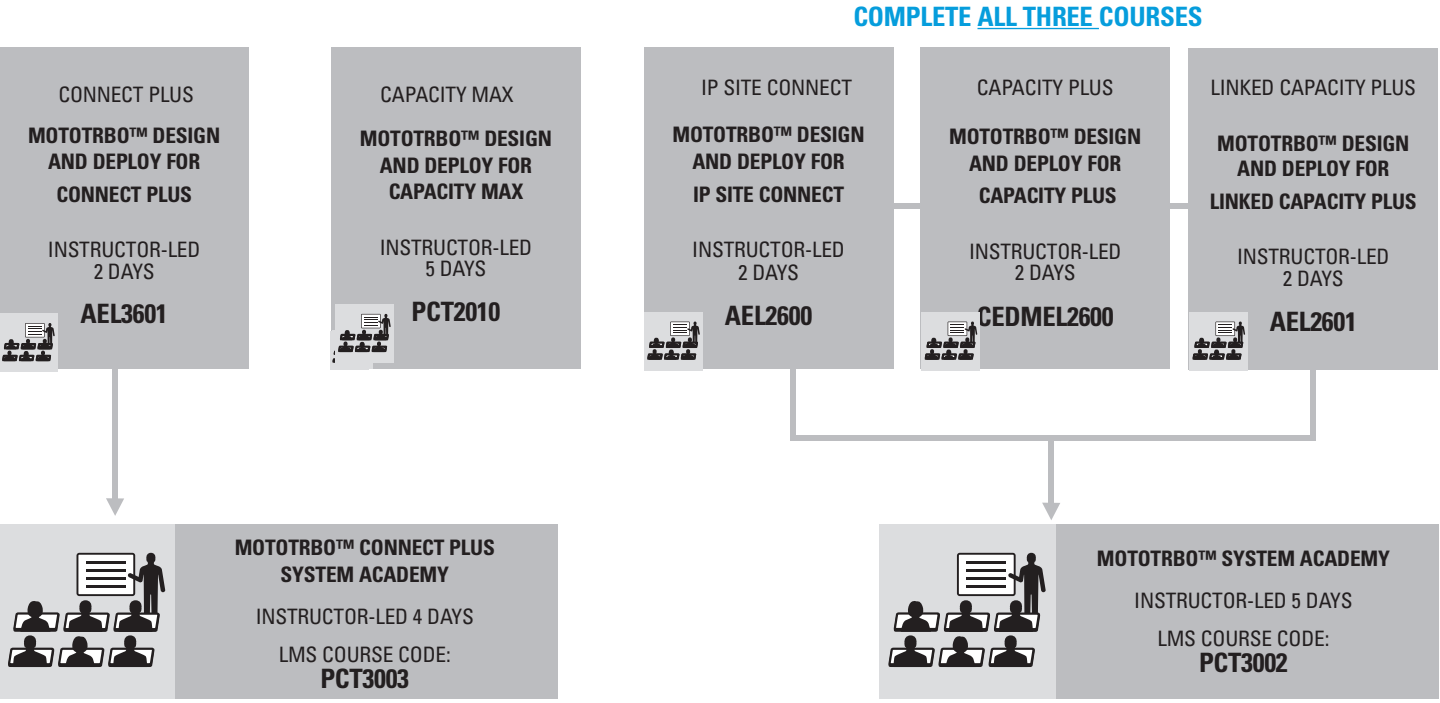 COMPLETE ALL THREE COURSES
CONNECT PLUS
MOTOTRBO™ DESIGN
AND DEPLOY FOR
CONNECT PLUS
INSTRUCTOR-LED
2 DAYS
AEL3601
CAPACITY MAX
MOTOTRBO™ DESIGN
AND DEPLOY FOR
CAPACITY MAX
INSTRUCTOR-LED
5 DAYS
PCT2010
IP SITE CONNECT
MOTOTRBO™ DESIGN
AND DEPLOY FOR
IP SITE CONNECT
INSTRUCTOR-LED
2 DAYS
AEL2600
CAPACITY PLUS
MOTOTRBO™ DESIGN
AND DEPLOY FOR
CAPACITY PLUS
INSTRUCTOR-LED
2 DAYS
CEDMEL2600
LINKED CAPACITY PLUS
MOTOTRBO™ DESIGN
AND DEPLOY FOR
LINKED CAPACITY PLUS
INSTRUCTOR-LED
2 DAYS
AEL2601
MOTOTRBO™ CONNECT PLUS
SYSTEM ACADEMY
INSTRUCTOR-LED 4 DAYS
LMS COURSE CODE:
PCT3003
MOTOTRBO™ SYSTEM ACADEMY
INSTRUCTOR-LED 5 DAYS
LMS COURSE CODE:
PCT3002